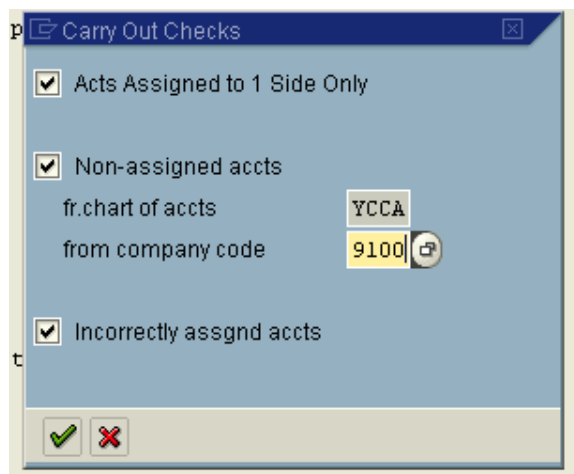 p
Carry Out Checks
Acts Assigned to 1 Side Only
Non-assigned accts
fr.chart of accts YCCA
from company code 9100
Incorrectly assgnd accts
t